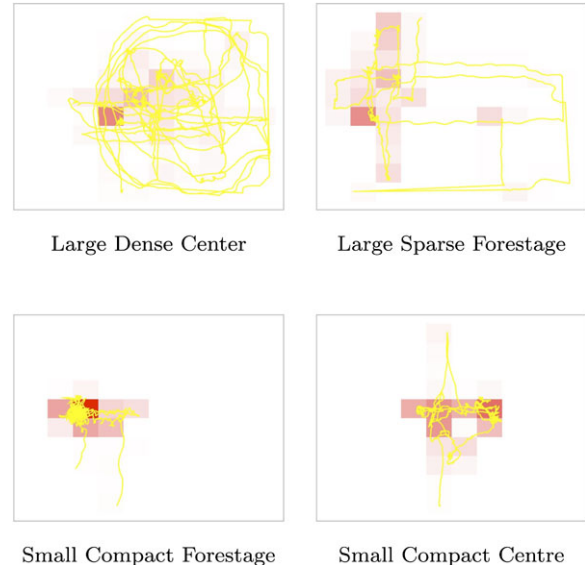 Large Dense Center
Large Sparse Forestage
Small Compact Forestage
Small Compact Centre